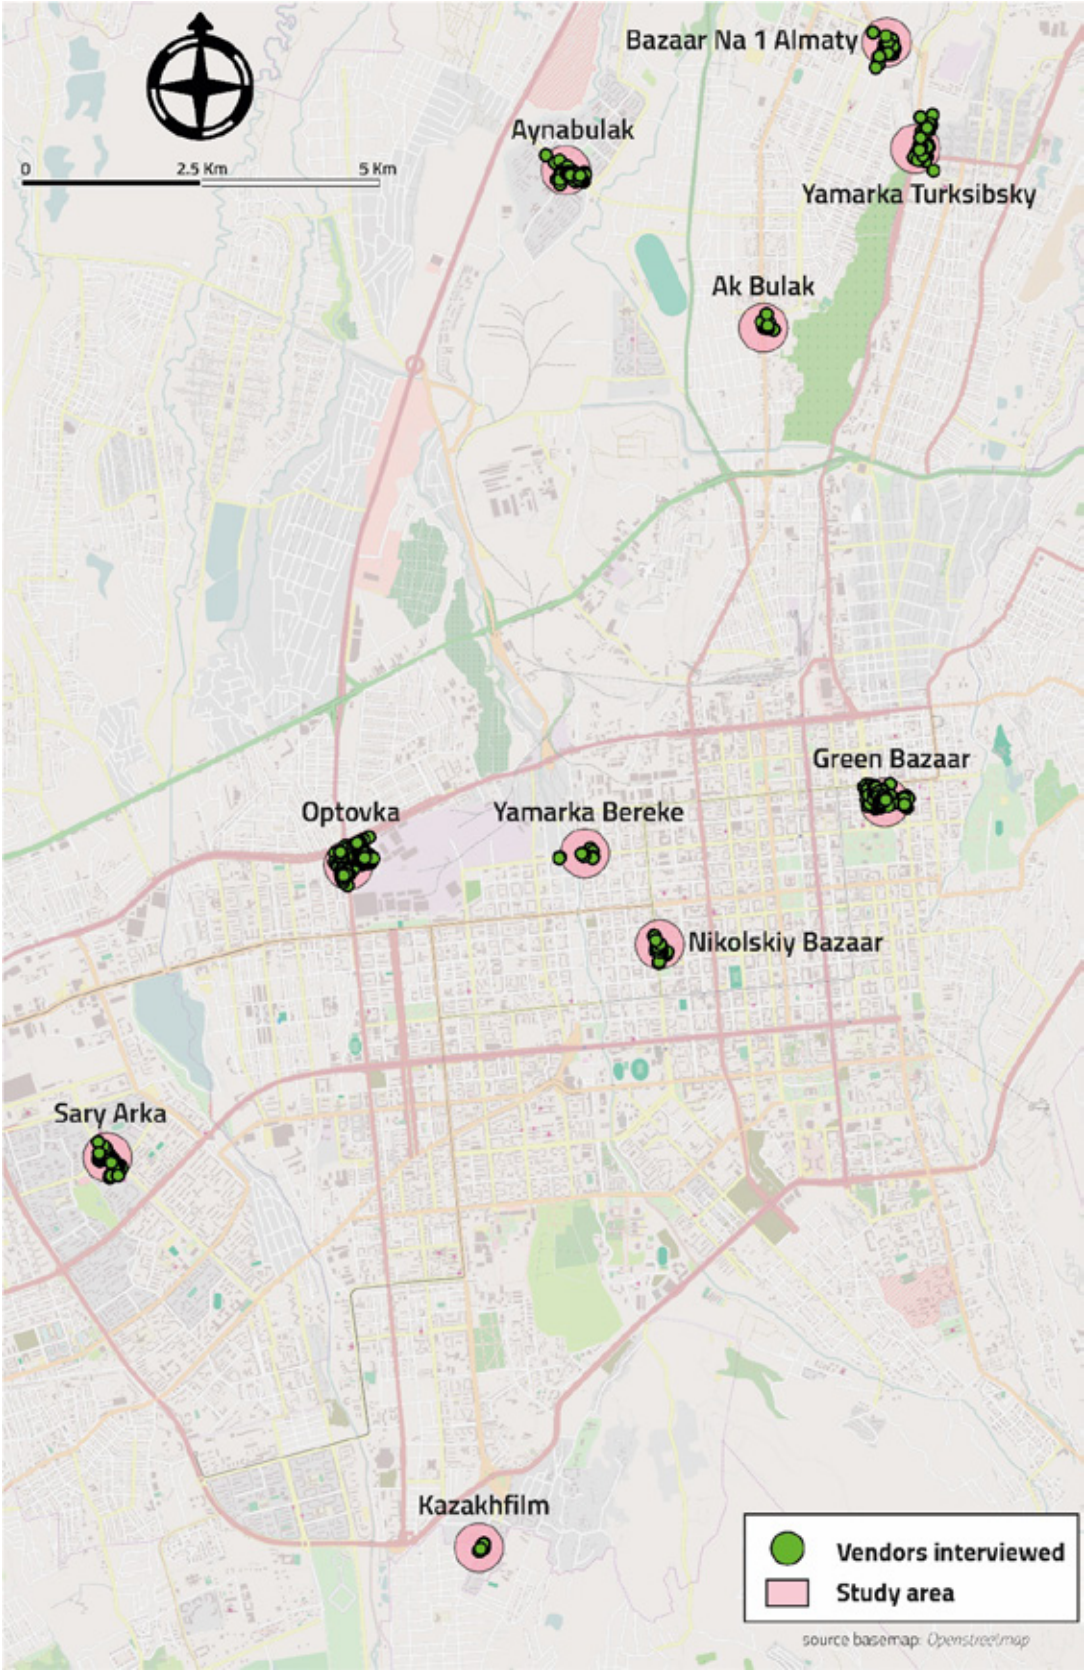 Bazaar Na 1 Almaty
Aynabulak
0 2.5 Km 5 Km
Yamarka Turksibsky
Ak Bulak
Green Bazaar
Optovka
Yamarka Bereke
Nikolskiy Bazaar
Sary Arka
Kazakhfilm
Vendors interviewed
Study area
source basemap: Openstreetmap